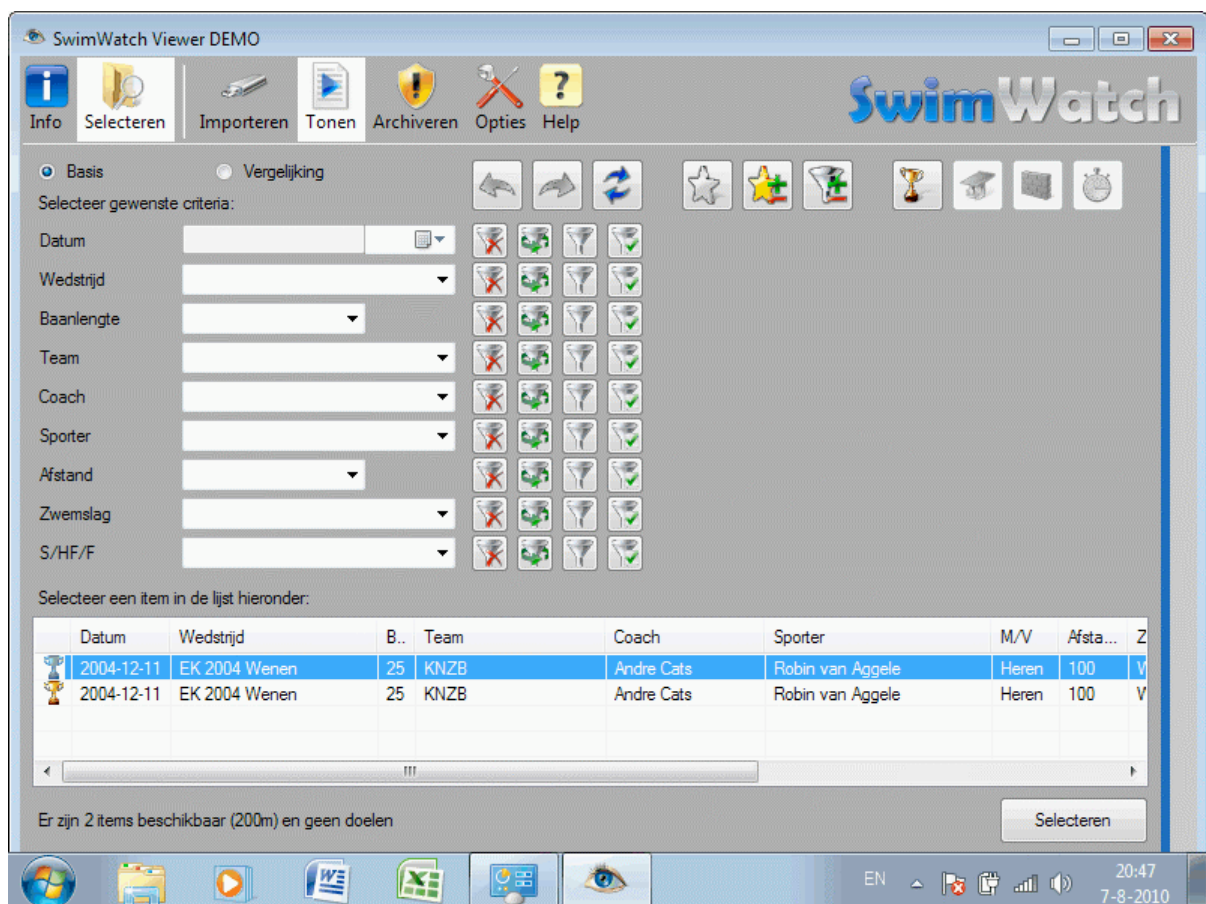 SwimWatch Viewer DEMO
Info Selecteren Importeren Tonen Archiveren Opties Help
SwimWatch
Basis Vergelijking
Selecteer gewenste criteria:
Datum
Wedstrijd
Baanlengte
Team
Coach
Sporter
Afstand
Zwemslag
S/HF/F
Selecteer een item in de lijst hieronder:
Datum Wedstrijd B.. Team Coach Sporter M/V Afsta... Z
2004-12-11 EK 2004 Wenen 25 KNZB Andre Cats Robin van Aggele Heren 100 V
2004-12-11 EK 2004 Wenen 25 KNZB Andre Cats Robin van Aggele Heren 100 V
Er zijn 2 items beschikbaar (200m) en geen doelen
Selecteren
EN 20:47
7-8-2010